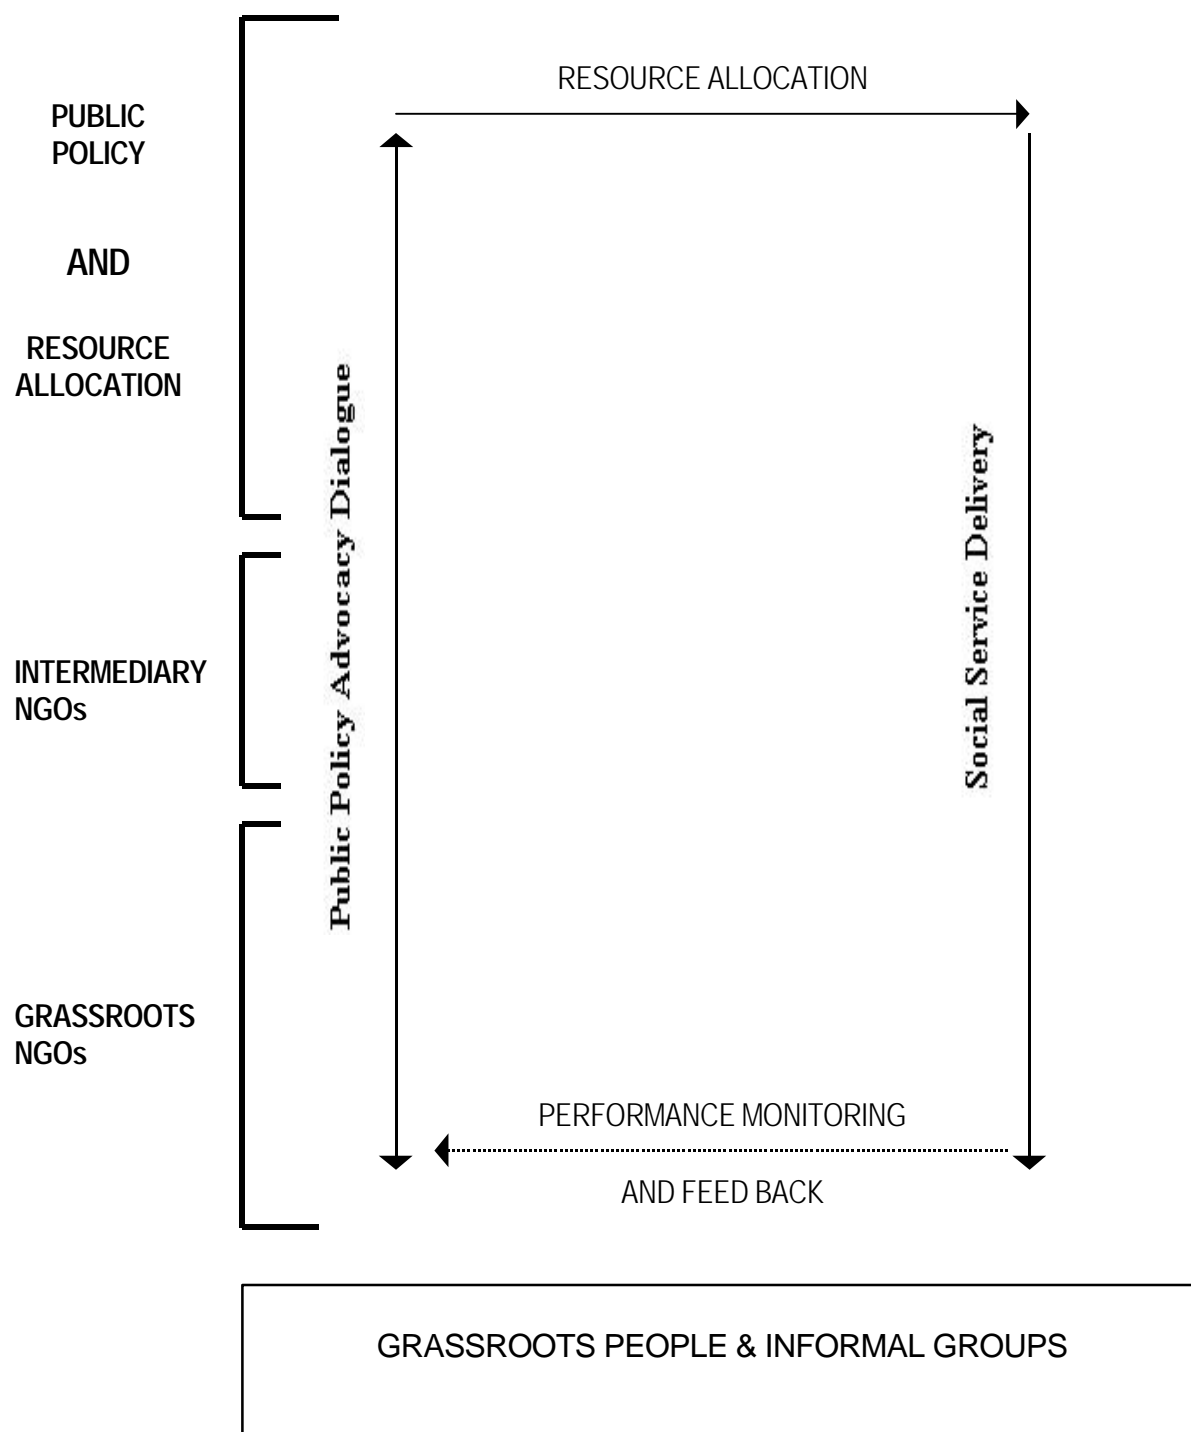 RESOURCE ALLOCATION
PUBLIC
POLICY
AND
RESOURCE
ALLOCATION
Public Policy Advocacy Dialogue
Social Service Delivery
INTERMEDIARY
NGOs
GRASSROOTS
NGOs
PERFORMANCE MONITORING
AND FEED BACK
GRASSROOTS PEOPLE & INFORMAL GROUPS